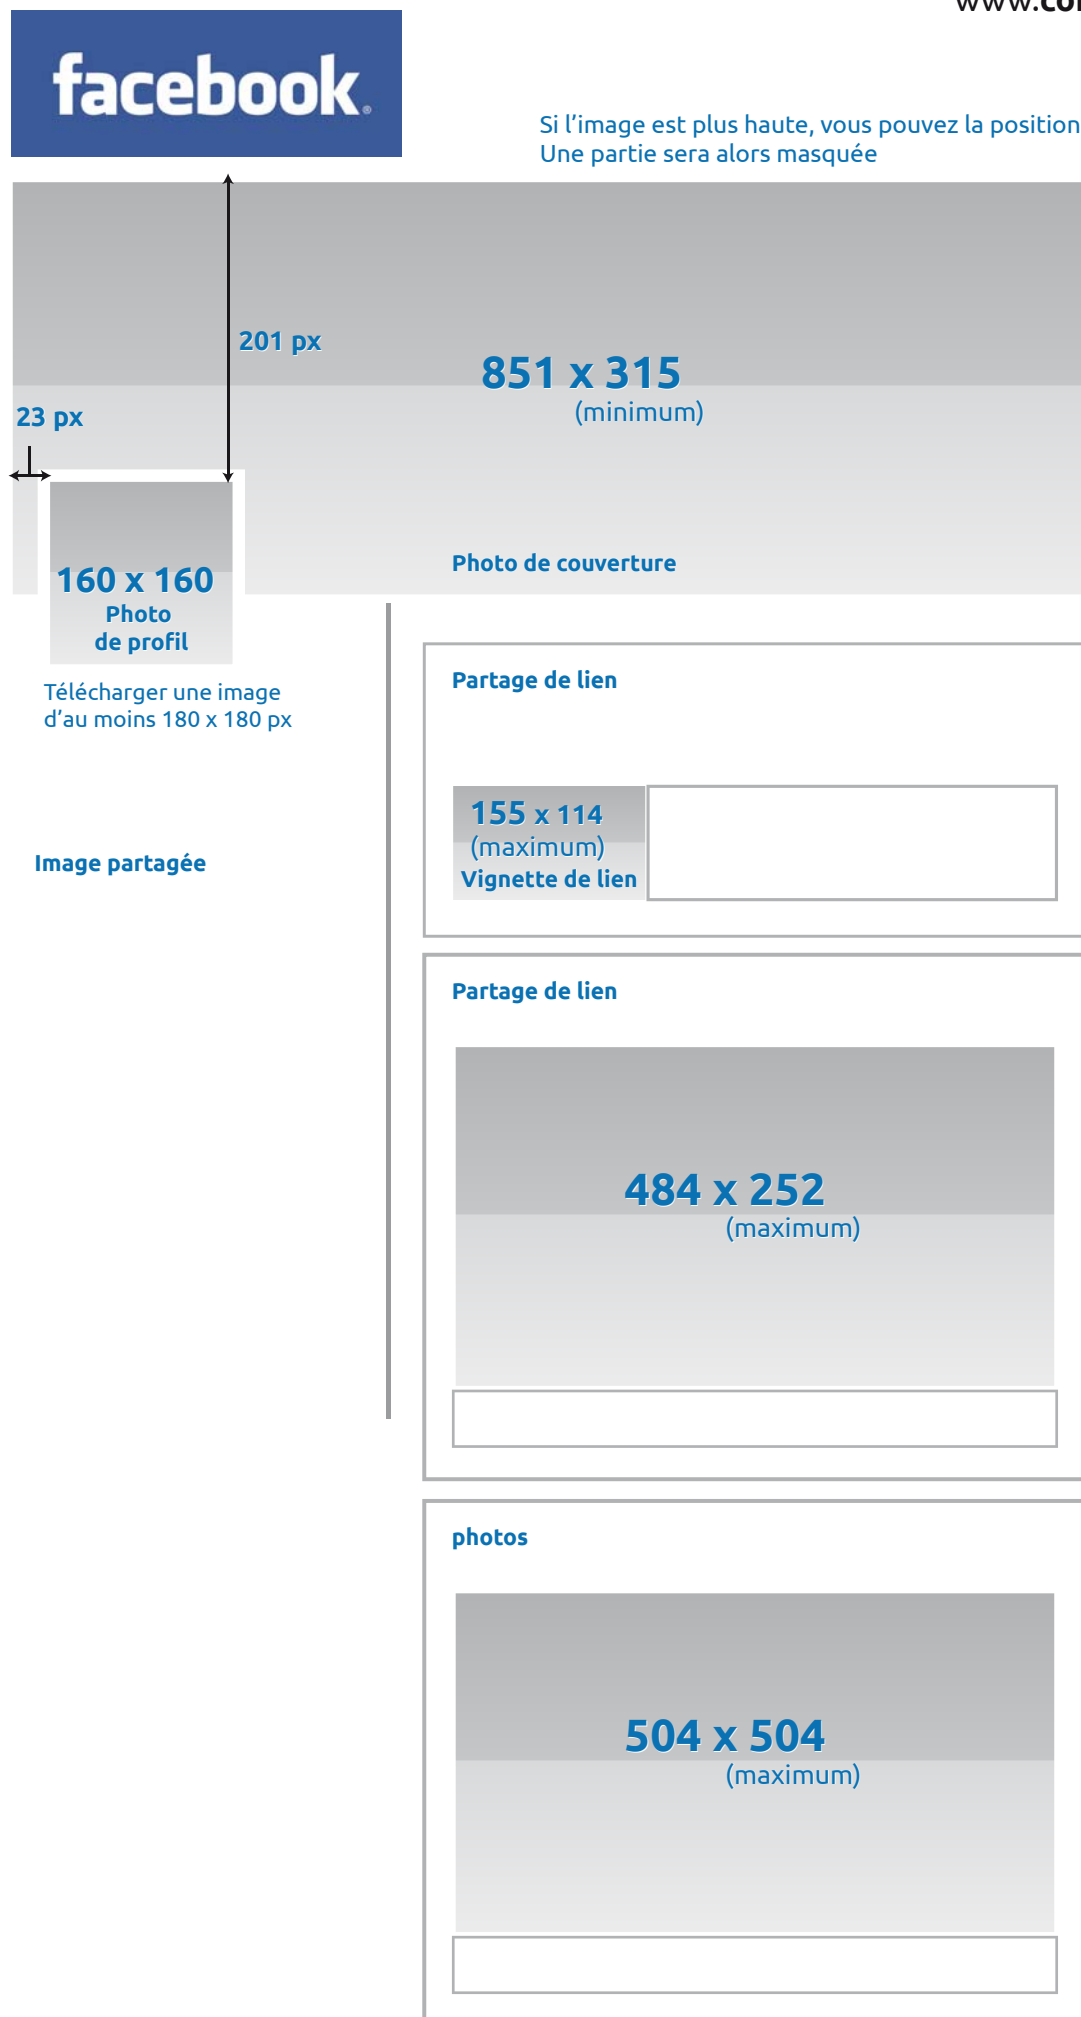 www.
facebook®
Si l’image est plus haute, vous pouvez la position
Une partie sera alors masquée
201 px
851 x 315
(minimum)
23 px
Photo de couverture
160 x 160
Photo
de profil
Télécharger une image
d’au moins 180 x 180 px
Image partagée
Partage de lien
155 x 114
(maximum)
Vignette de lien
Partage de lien
484 x 252
(maximum)
photos
504 x 504
(maximum)